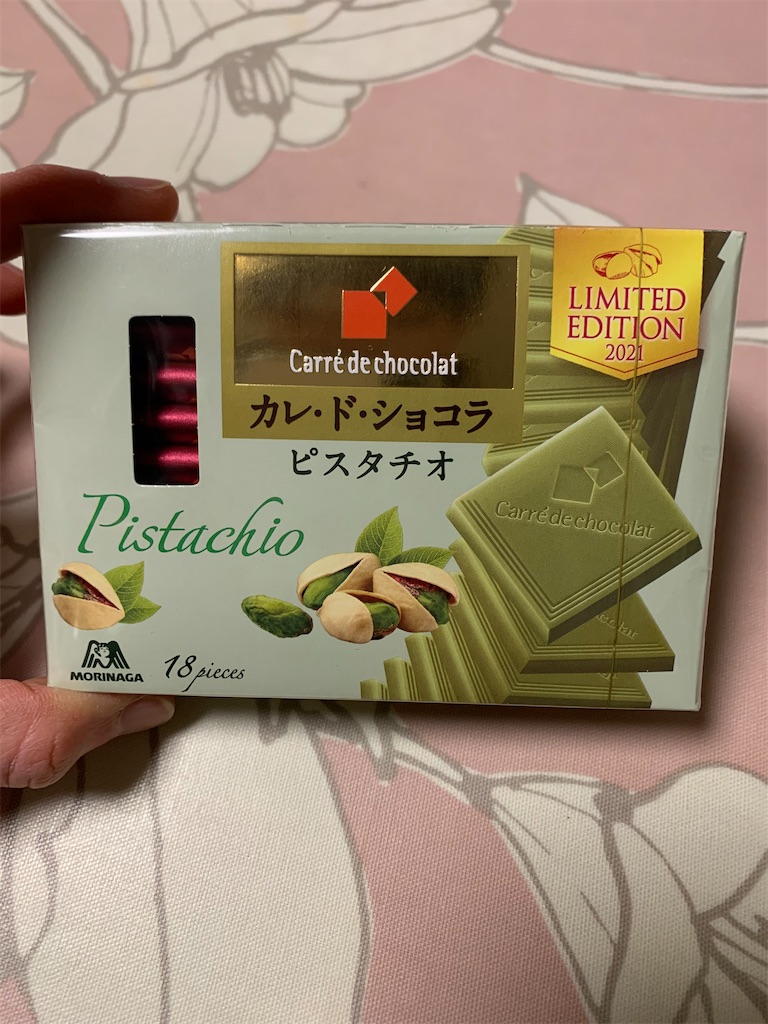 LIMITED
EDITION
2021
Carré de chocolat
カレ・ド・ショコラ
ピスタチオ
Pistachio
Carré de chocolat
colat
MORINAGA
18 pieces